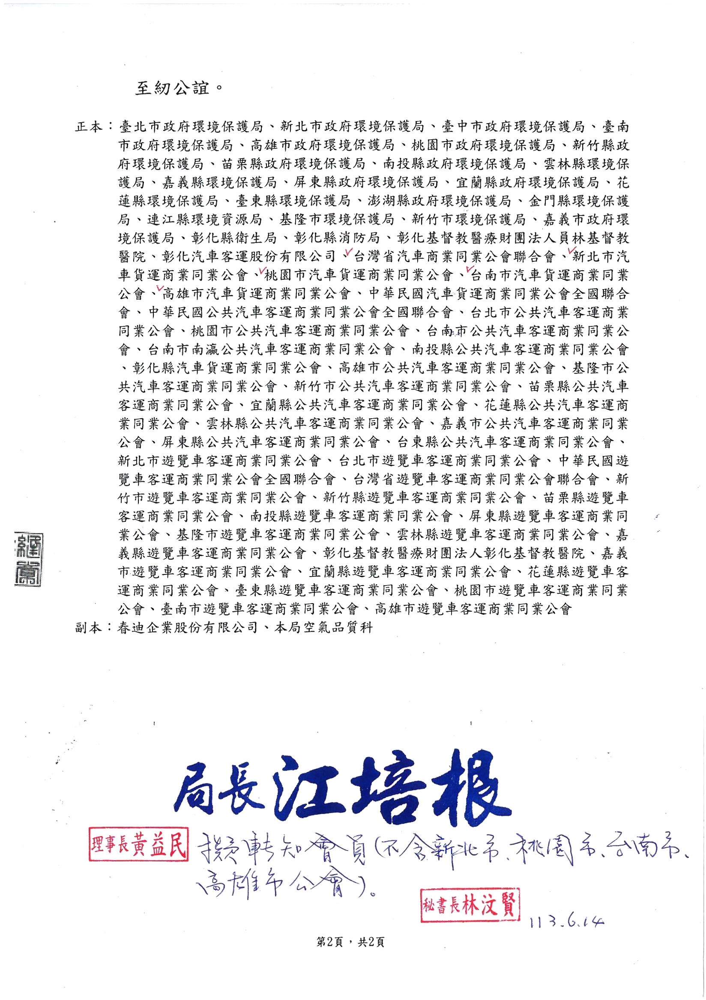 至紉公誼。
正本：臺北市政府環境保護局、新北市政府環境保護局、臺中市政府環境保護局、臺南
市政府環境保護局、高雄市政府環境保護局、桃園市政府環境保護局、新竹縣政
府環境保護局、苗栗縣政府環境保護局、南投縣政府環境保護局、雲林縣環境保
護局、嘉義縣環境保護局、屏東縣政府環境保護局、宜蘭縣政府環境保護局、花
蓮縣環境保護局、臺東縣環境保護局、澎湖縣政府環境保護局、金門縣環境保護
局、連江縣環境資源局、基隆市環境保護局、新竹市環境保護局、嘉義市政府環
境保護局、彰化縣衛生局、彰化縣消防局、彰化基督教醫療財團法人員林基督教
醫院、彰化汽車客運股份有限公司、台灣省汽車商業同業公會聯合會、新北市汽
車貨運商業同業公會、桃園市汽車貨運商業同業公會、台南市汽車貨運商業同業
公會、高雄市汽車貨運商業同業公會、中華民國汽車貨運商業同業公會全國聯合
會、中華民國公共汽車客運商業同業公會全國聯合會、台北市公共汽車客運商業
同業公會、桃園市公共汽車客運商業同業公會、台南市公共汽車客運商業同業公
會、台南市南瀛公共汽車客運商業同業公會、南投縣公共汽車客運商業同業公會
、彰化縣汽車貨運商業同業公會、高雄市公共汽車客運商業同業公會、基隆市公
共汽車客運商業同業公會、新竹市公共汽車客運商業同業公會、苗栗縣公共汽車
客運商業同業公會、宜蘭縣公共汽車客運商業同業公會、花蓮縣公共汽車客運商
業同業公會、雲林縣公共汽車客運商業同業公會、嘉義市公共汽車客運商業同業
公會、屏東縣公共汽車客運商業同業公會、台東縣公共汽車客運商業同業公會、
新北市遊覽車客運商業同業公會、台北市遊覽車客運商業同業公會、中華民國遊
覽車客運商業同業公會全國聯合會、台灣省遊覽車客運商業同業公會聯合會、新
竹市遊覽車客運商業同業公會、新竹縣遊覽車客運商業同業公會、苗栗縣遊覽車
客運商業同業公會、南投縣遊覽車客運商業同業公會、屏東縣遊覽車客運商業同
業公會、基隆市遊覽車客運商業同業公會、雲林縣遊覽車客運商業同業公會、嘉
義縣遊覽車客運商業同業公會、彰化基督教醫療財團法人彰化基督教醫院、嘉義
市遊覽車客運商業同業公會、宜蘭縣遊覽車客運商業同業公會、花蓮縣遊覽車客
運商業同業公會、臺東縣遊覽車客運商業同業公會、桃園市遊覽車客運商業同業
公會、臺南市遊覽車客運商業同業公會、高雄市遊覽車客運商業同業公會
副本：春迪企業股份有限公司、本局空氣品質科
局長江培根
理事長黃益民
擬轉知會員(不含新北市、桃園市、台南市、
高雄市公會)。
秘書長林汶賢
113.6.14
第2頁，共2頁